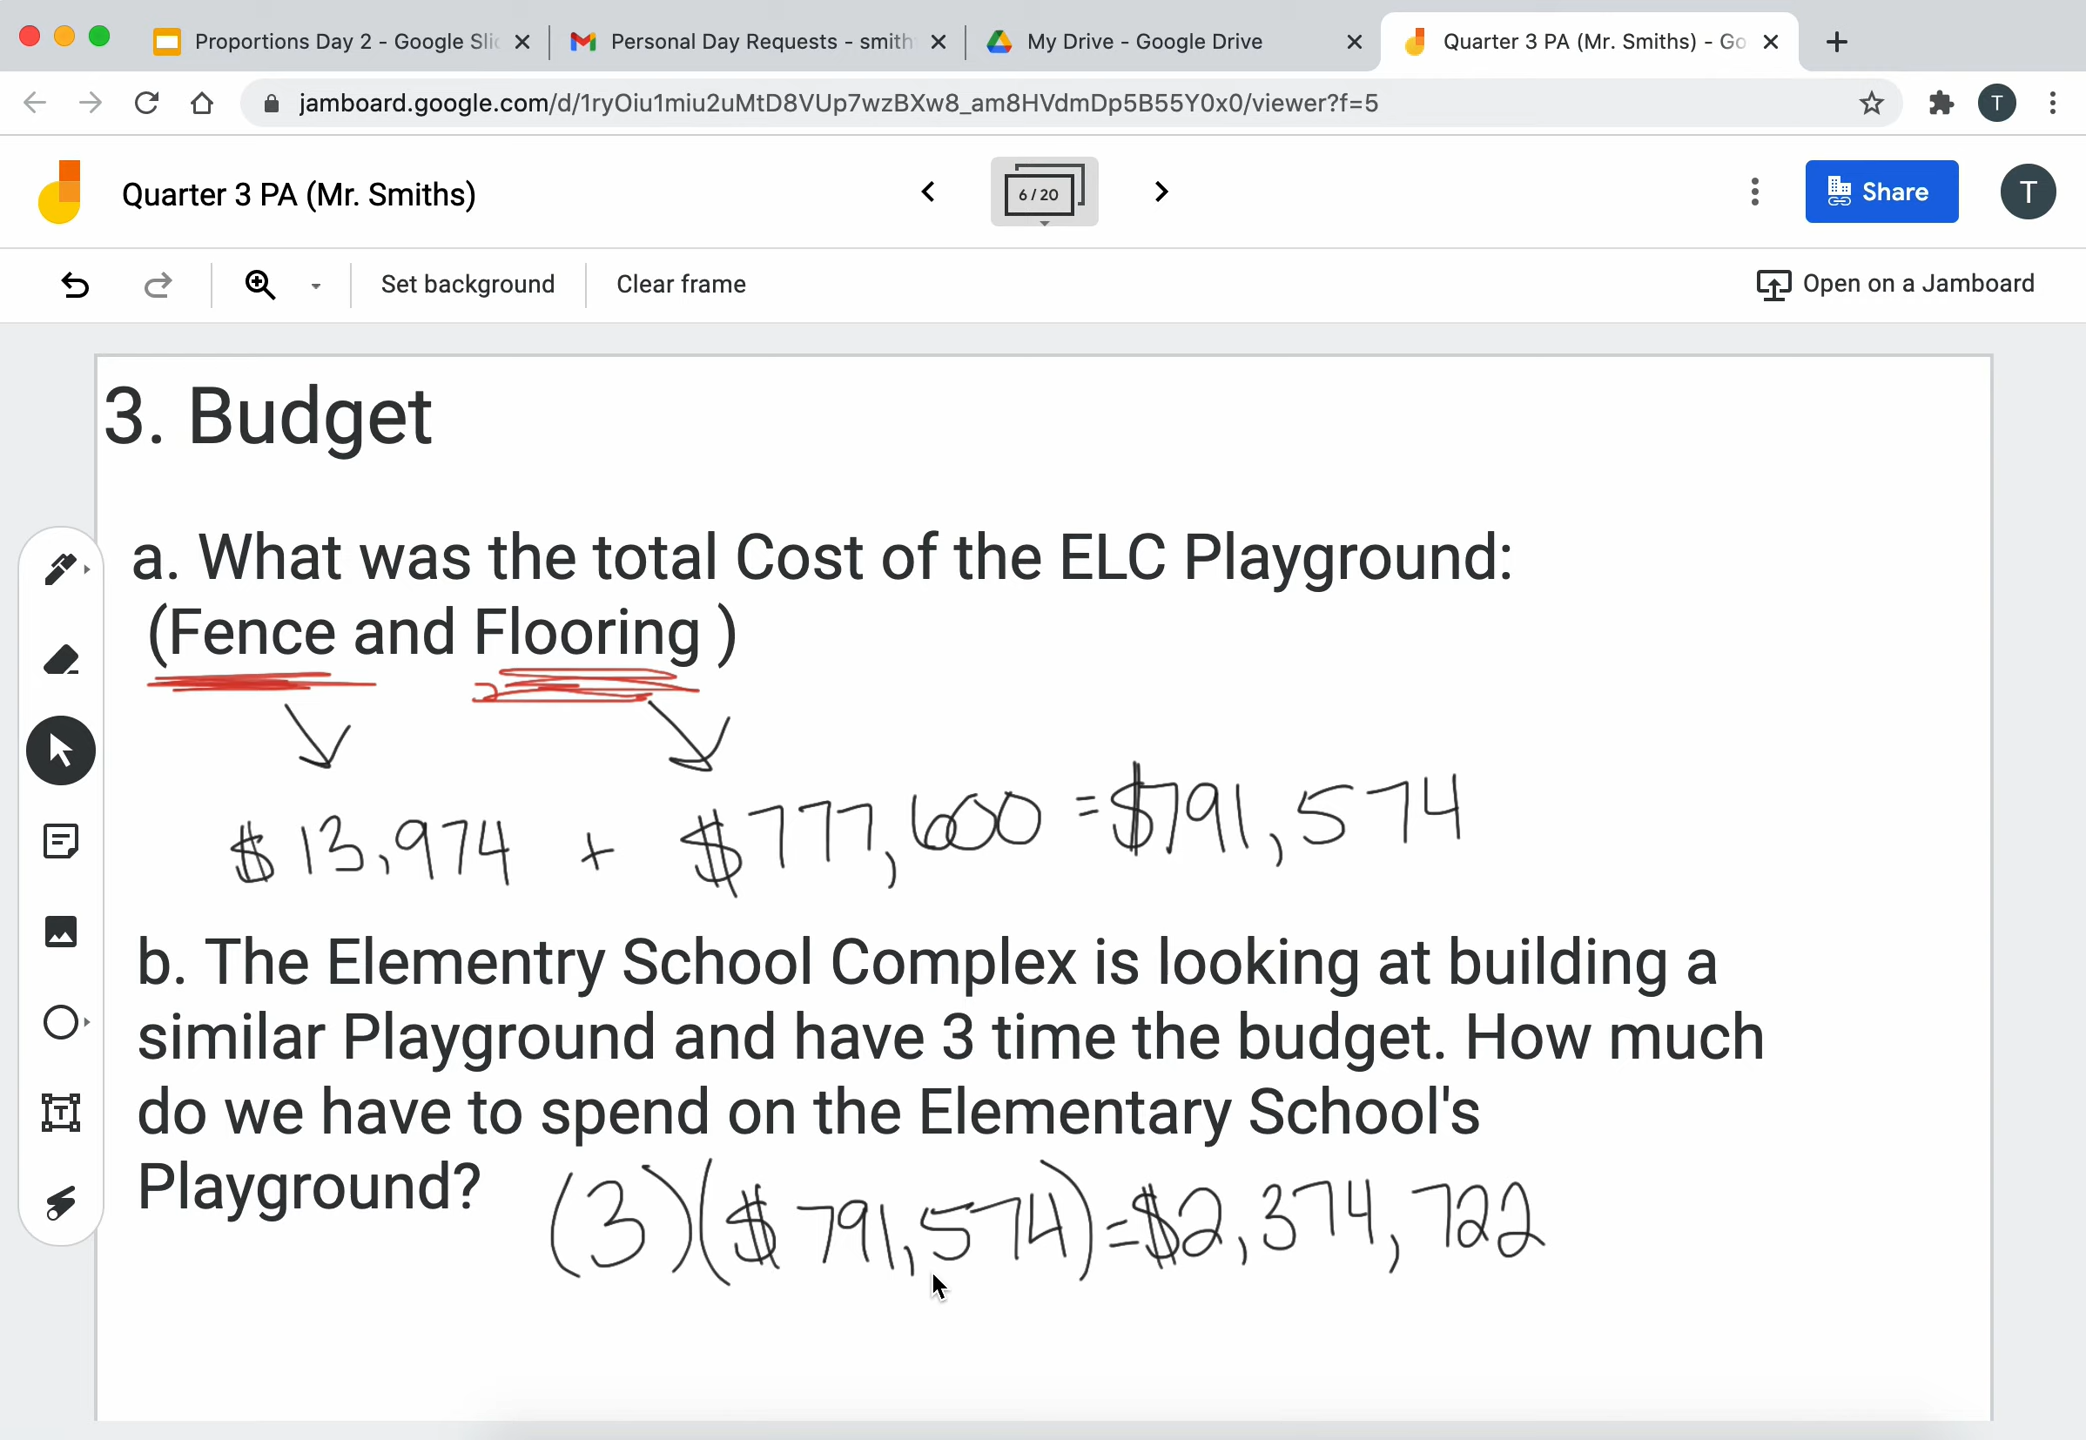 Proportions Day 2 - Google Slic
Personal Day Requests - smith
My Drive - Google Drive
Quarter 3 PA (Mr. Smiths) - Go
jamboard.google.com/d/1ryOiu1miu2uMtD8VUp7wzBXw8_am8HVdmDp5B55Y0x0/viewer?f=5
T
Quarter 3 PA (Mr. Smiths)
6 / 20
Share
T
Set background
Clear frame
Open on a Jamboard
3. Budget
a. What was the total Cost of the ELC Playground:
(Fence and Flooring )
$13,974 + $777,600 = $791,574
b. The Elementry School Complex is looking at building a
similar Playground and have 3 time the budget. How much
do we have to spend on the Elementary School's
Playground? (3)($791,574) = $2,374,722